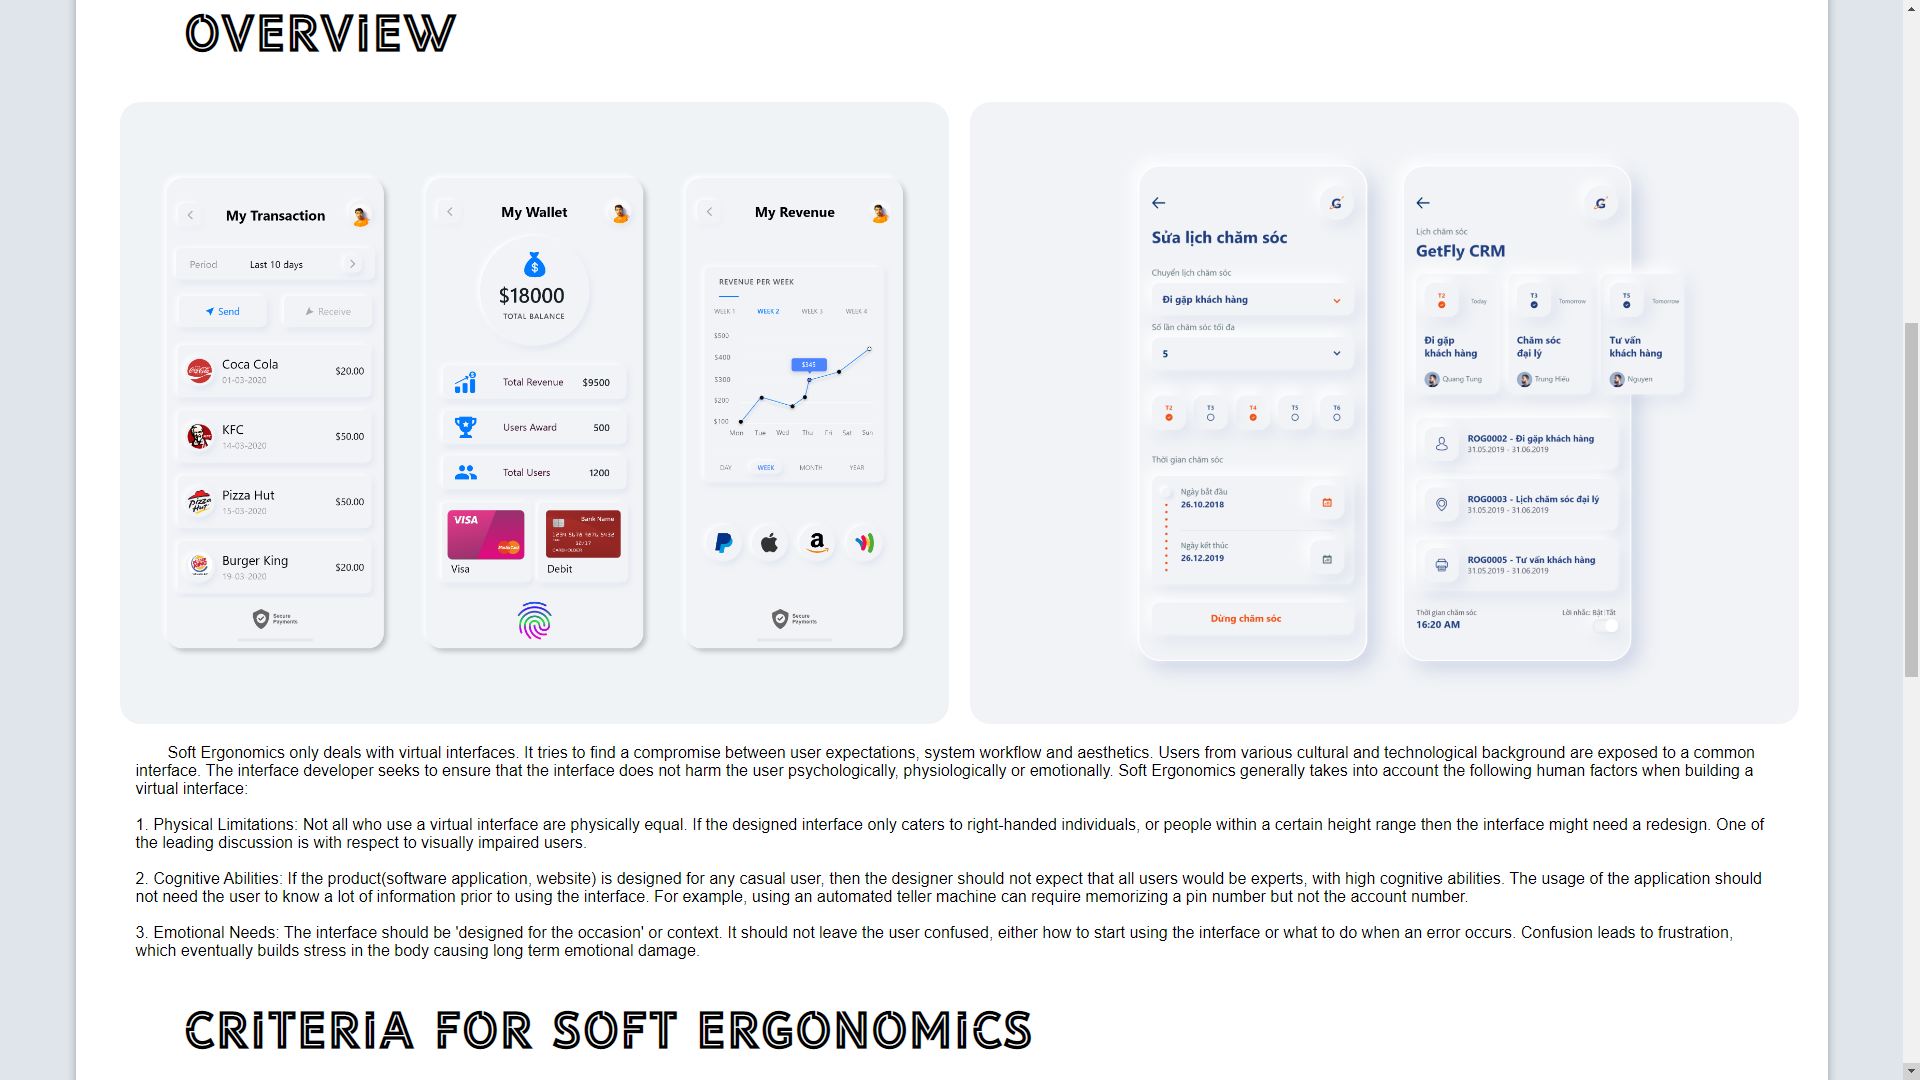 OVERVIEW
My Transaction
Period
Last 10 days
Send
Receive
Coca Cola
01-03-2020
$20.00
KFC
14-03-2020
$50.00
Pizza Hut
15-03-2020
$50.00
Burger King
19-03-2020
$20.00
Secure
Payments
My Wallet
$
$18000
TOTAL BALANCE
Total Revenue
$9500
Users Award
500
Total Users
1200
VISA
MasterCard
Visa
Bank Name
1234 5678 9876 5432
12/17
CARDHOLDER
Debit
My Revenue
REVENUE PER WEEK
WEEK 1
WEEK 2
WEEK 3
WEEK 4
$500
$400
$300
$200
$100
$345
Mon
Tue
Wed
Thu
Fri
Sat
Sun
DAY
WEEK
MONTH
YEAR
a
Secure
Payments
G
Sửa lịch chăm sóc
Chuyển lịch chăm sóc
Đi gặp khách hàng
Số lần chăm sóc tối đa
5
T2
T3
T4
T5
T6
Thời gian chăm sóc
Ngày bắt đầu
26.10.2018
Ngày kết thúc
26.12.2019
Dừng chăm sóc
G
Lịch chăm sóc
GetFly CRM
T2
Today
Đi gặp
khách hàng
Quang Tung
T3
Tomorrow
Chăm sóc
đại lý
Trung Hiếu
T5
Tomorrow
Tư vấn
khách hàng
Nguyen
ROG0002 - Đi gặp khách hàng
31.05.2019 - 31.06.2019
ROG0003 - Lịch chăm sóc đại lý
31.05.2019 - 31.06.2019
ROG0005 - Tư vấn khách hàng
31.05.2019 - 31.06.2019
Thời gian chăm sóc
16:20 AM
Lời nhắc: Bật|Tắt
Soft Ergonomics only deals with virtual interfaces. It tries to find a compromise between user expectations, system workflow and aesthetics. Users from various cultural and technological background are exposed to a common
interface. The interface developer seeks to ensure that the interface does not harm the user psychologically, physiologically or emotionally. Soft Ergonomics generally takes into account the following human factors when building a
virtual interface:
1. Physical Limitations: Not all who use a virtual interface are physically equal. If the designed interface only caters to right-handed individuals, or people within a certain height range then the interface might need a redesign. One of
the leading discussion is with respect to visually impaired users.
2. Cognitive Abilities: If the product(software application, website) is designed for any casual user, then the designer should not expect that all users would be experts, with high cognitive abilities. The usage of the application should
not need the user to know a lot of information prior to using the interface. For example, using an automated teller machine can require memorizing a pin number but not the account number.
3. Emotional Needs: The interface should be 'designed for the occasion' or context. It should not leave the user confused, either how to start using the interface or what to do when an error occurs. Confusion leads to frustration,
which eventually builds stress in the body causing long term emotional damage.
CRITERIA FOR SOFT ERGONOMICS